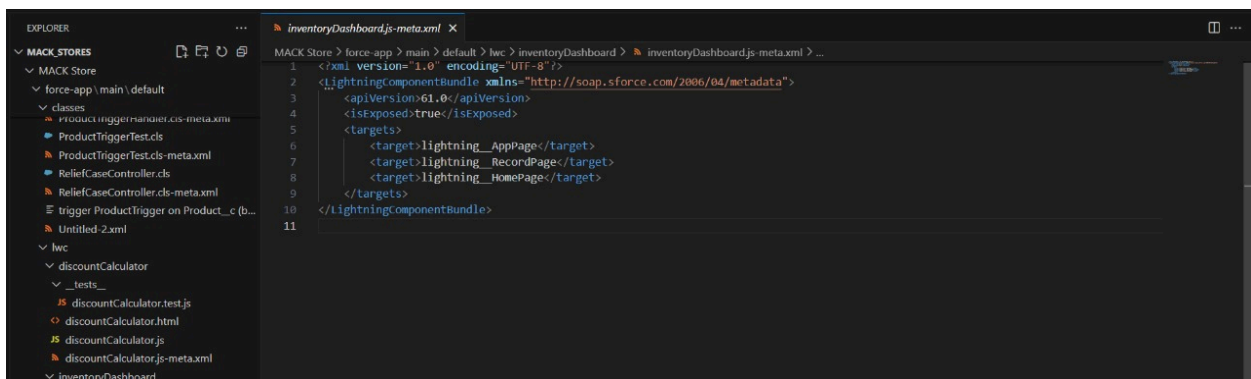 EXPLORER
MACK_STORES
MACK Store
force-app\main\default
classes
ProductTriggerHandler.cls-meta.xml
ProductTriggerTest.cls
ProductTriggerTest.cls-meta.xml
ReliefCaseController.cls
ReliefCaseController.cls-meta.xml
trigger ProductTrigger on Product__c (b...
Untitled-2.xml
lwc
discountCalculator
__tests__
JS discountCalculator.test.js
discountCalculator.html
JS discountCalculator.js
discountCalculator.js-meta.xml
inventoryDashboard
inventoryDashboard.js-meta.xml
MACK Store > force-app > main > default > lwc > inventoryDashboard > inventoryDashboard.js-meta.xml > ...
1 <?xml version="1.0" encoding="UTF-8"?>
2 <LightningComponentBundle xmlns="http://soap.sforce.com/2006/04/metadata">
3 <apiVersion>61.0</apiVersion>
4 <isExposed>true</isExposed>
5 <targets>
6 <target>lightning__AppPage</target>
7 <target>lightning__RecordPage</target>
8 <target>lightning__HomePage</target>
9 </targets>
10 </LightningComponentBundle>
11